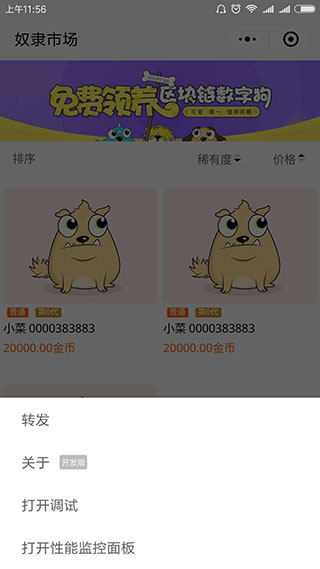 上午11:56
奴隶市场
免费领养区块链数字狗
可爱 唯一 值得收藏
排序
稀有度
价格
普通 第0代
普通 第0代
小菜 0000383883
小菜 0000383883
20000.00金币
20000.00金币
转发
关于 开发版
打开调试
打开性能监控面板